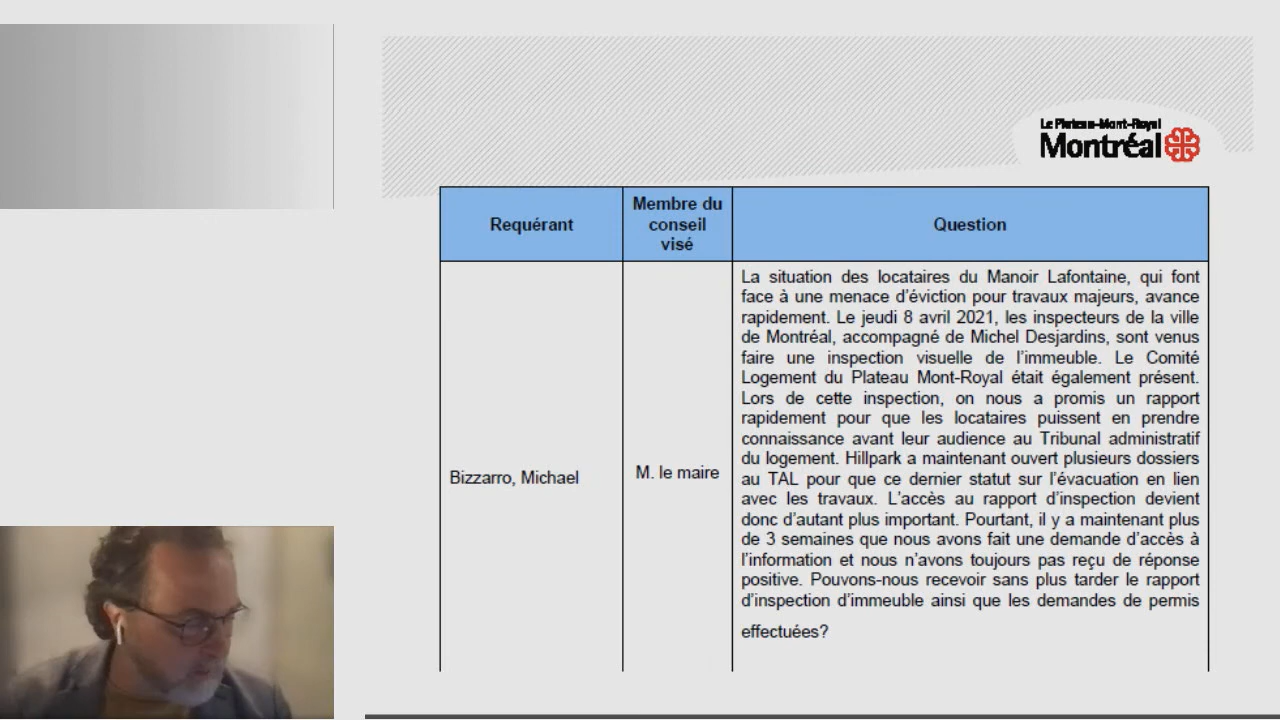 Le Plateau-Mont-Royal
Montréal
Requérant
Membre du
conseil
visé
Question
Bizzarro, Michael
M. le maire
La situation des locataires du Manoir Lafontaine, qui font
face à une menace d’éviction pour travaux majeurs, avance
rapidement. Le jeudi 8 avril 2021, les inspecteurs de la ville
de Montréal, accompagné de Michel Desjardins, sont venus
faire une inspection visuelle de l’immeuble. Le Comité
Logement du Plateau Mont-Royal était également présent.
Lors de cette inspection, on nous a promis un rapport
rapidement pour que les locataires puissent en prendre
connaissance avant leur audience au Tribunal administratif
du logement. Hillpark a maintenant ouvert plusieurs dossiers
au TAL pour que ce dernier statut sur l’évacuation en lien
avec les travaux. L’accès au rapport d’inspection devient
donc d’autant plus important. Pourtant, il y a maintenant plus
de 3 semaines que nous avons fait une demande d’accès à
l’information et nous n’avons toujours pas reçu de réponse
positive. Pouvons-nous recevoir sans plus tarder le rapport
d’inspection d’immeuble ainsi que les demandes de permis
effectuées?